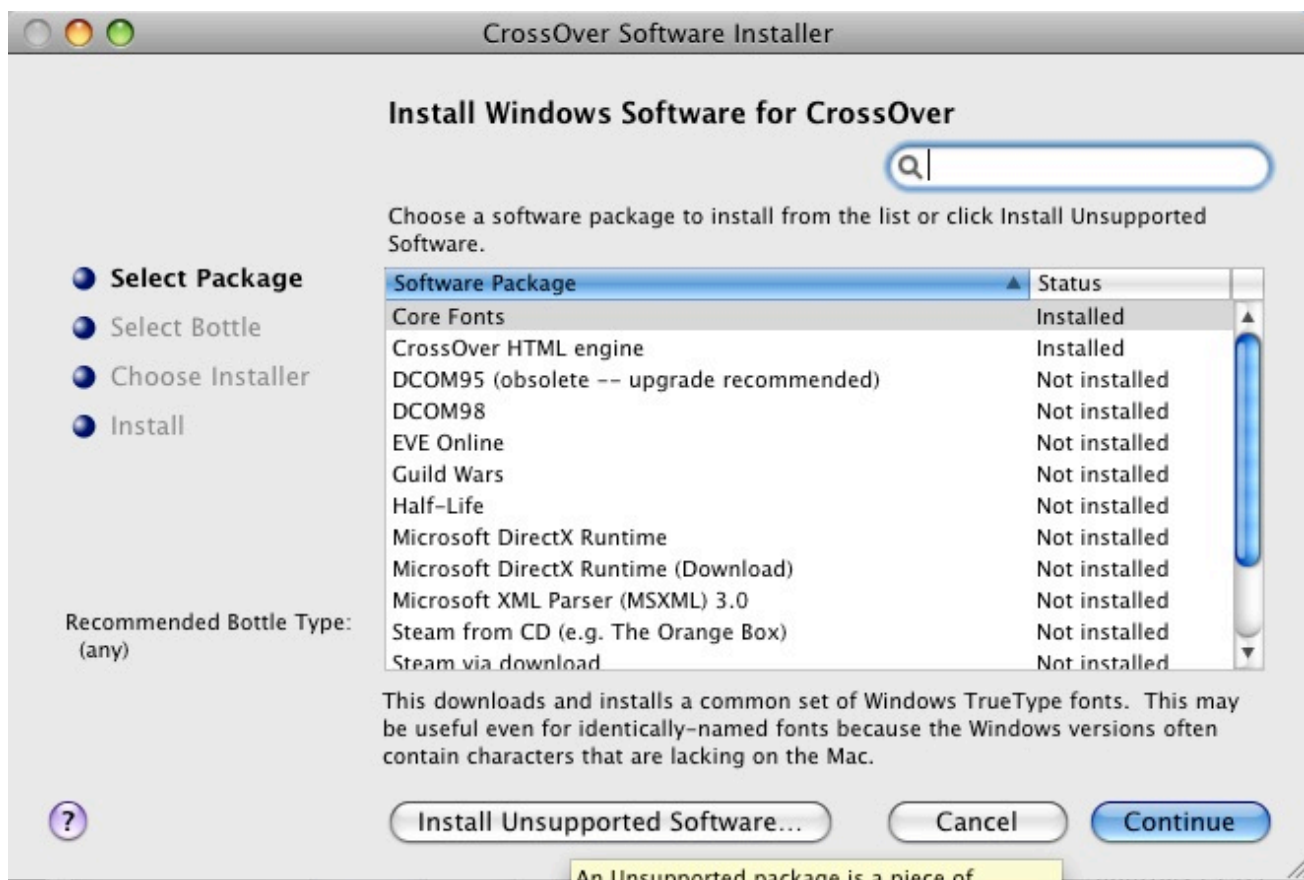 CrossOver Software Installer
Install Windows Software for CrossOver
Choose a software package to install from the list or click Install Unsupported
Software.
Select Package
Select Bottle
Choose Installer
Install
Recommended Bottle Type:
(any)
Software Package Status
Core Fonts Installed
CrossOver HTML engine Installed
DCOM95 (obsolete -- upgrade recommended) Not installed
DCOM98 Not installed
EVE Online Not installed
Guild Wars Not installed
Half-Life Not installed
Microsoft DirectX Runtime Not installed
Microsoft DirectX Runtime (Download) Not installed
Microsoft XML Parser (MSXML) 3.0 Not installed
Steam from CD (e.g. The Orange Box) Not installed
Steam via download Not installed
This downloads and installs a common set of Windows TrueType fonts. This may
be useful even for identically-named fonts because the Windows versions often
contain characters that are lacking on the Mac.
? Install Unsupported Software... Cancel Continue
An Unsupported package is a piece of